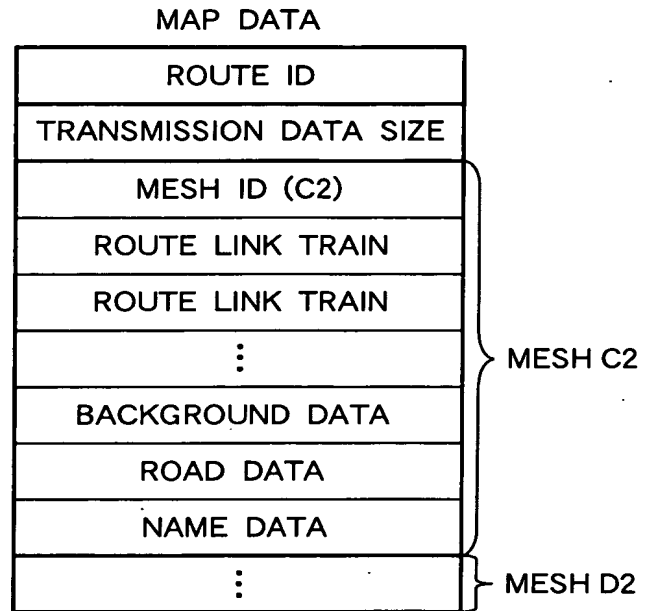 MAP DATA
ROUTE ID
TRANSMISSION DATA SIZE
MESH ID (C2)
ROUTE LINK TRAIN
ROUTE LINK TRAIN
⋮
MESH C2
BACKGROUND DATA
ROAD DATA
NAME DATA
⋮
MESH D2